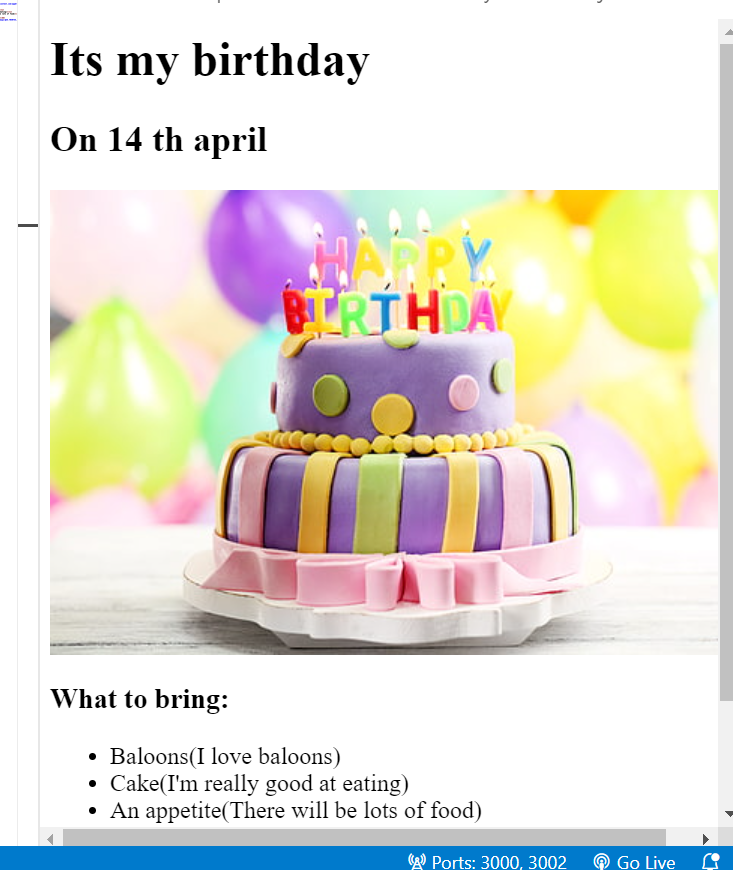 Its my birthday
On 14 th april
HAPPY
BIRTHDAY
What to bring:
Baloons(I love baloons)
Cake(I'm really good at eating)
An appetite(There will be lots of food)
Ports: 3000, 3002
Go Live